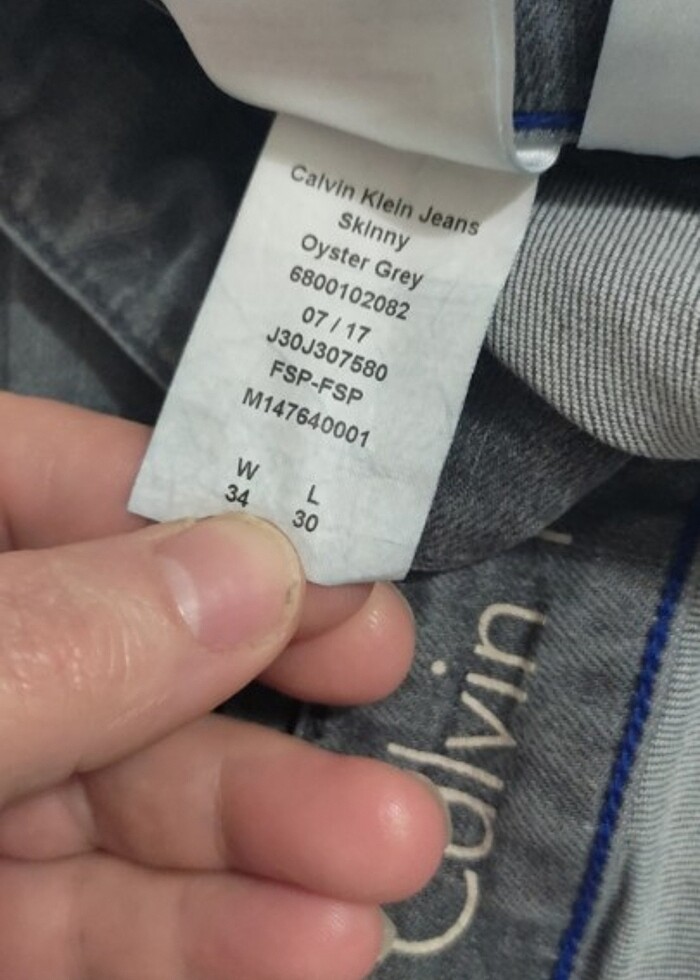 Calvin Klein Jeans
Skinny
Oyster Grey
6800102082
07 / 17
J30J307580
FSP-FSP
M147640001
W L
34 30
Calvin